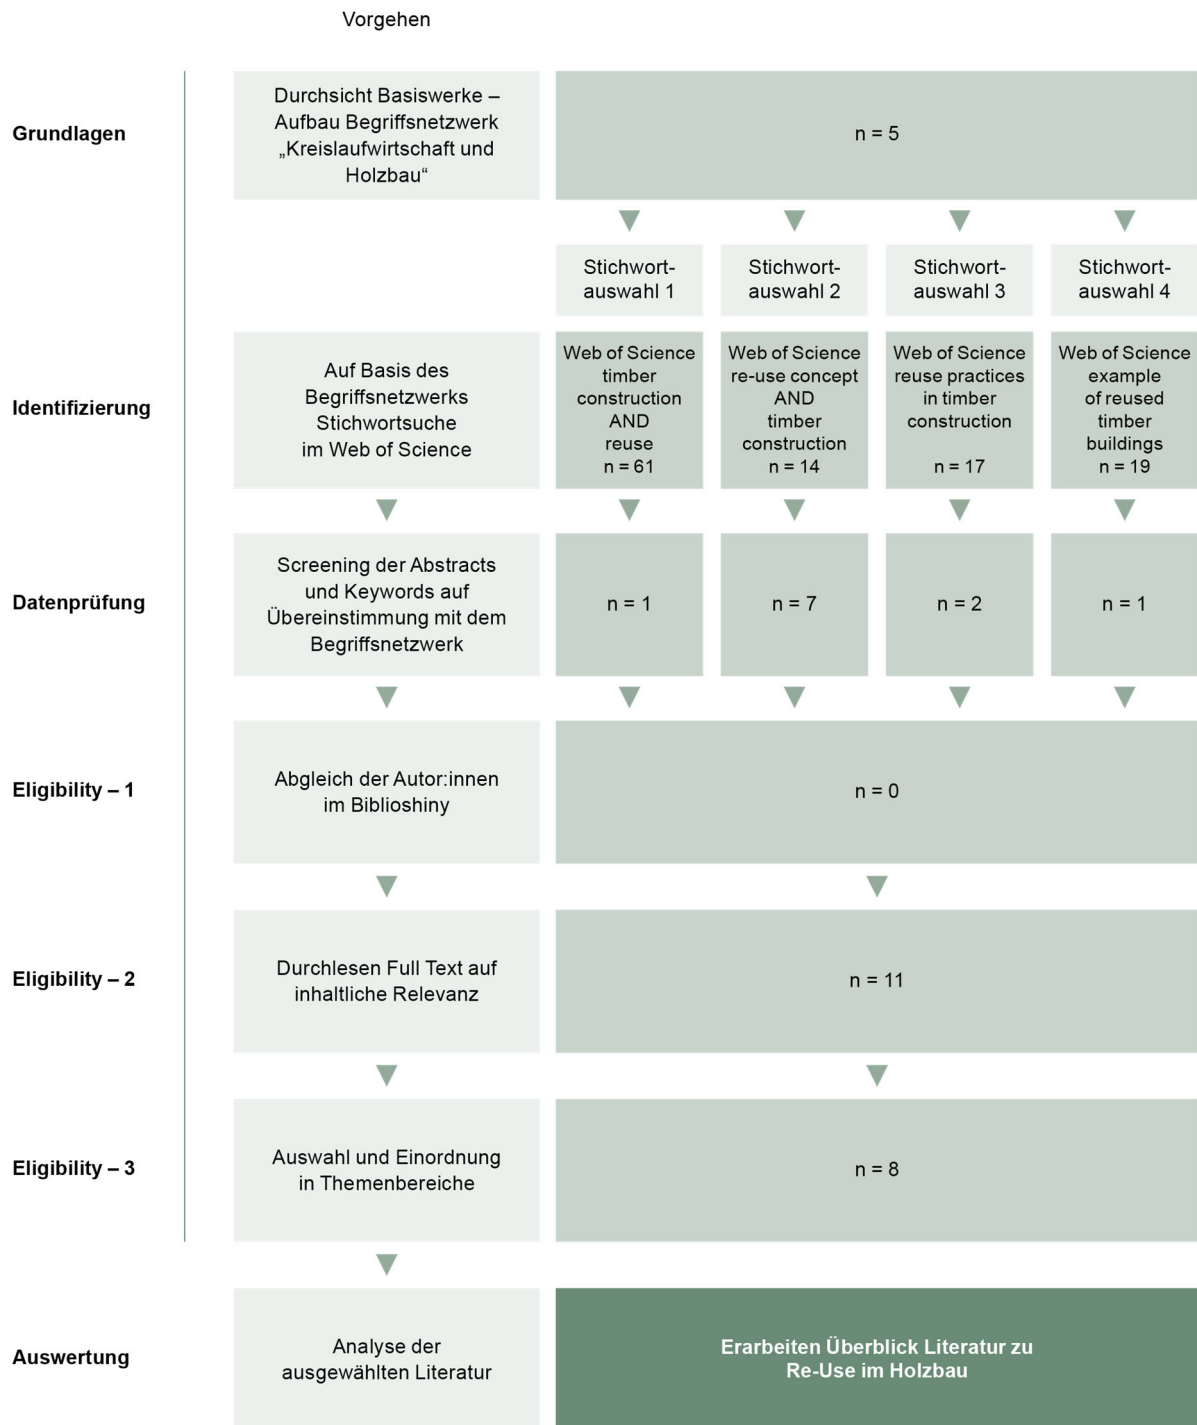 Vorgehen
Grundlagen
Durchsicht Basiswerke –
Aufbau Begriffsnetzwerk
„Kreislaufwirtschaft und
Holzbau“
n = 5
Stichwort-
auswahl 1
Stichwort-
auswahl 2
Stichwort-
auswahl 3
Stichwort-
auswahl 4
Identifizierung
Auf Basis des
Begriffsnetzwerks
Stichwortsuche
im Web of Science
Web of Science
timber
construction
AND
reuse
n = 61
Web of Science
re-use concept
AND
timber
construction
n = 14
Web of Science
reuse practices
in timber
construction
n = 17
Web of Science
example
of reused
timber
buildings
n = 19
Datenprüfung
Screening der Abstracts
und Keywords auf
Übereinstimmung mit dem
Begriffsnetzwerk
n = 1
n = 7
n = 2
n = 1
Eligibility – 1
Abgleich der Autor:innen
im Biblioshiny
n = 0
Eligibility – 2
Durchlesen Full Text auf
inhaltliche Relevanz
n = 11
Eligibility – 3
Auswahl und Einordnung
in Themenbereiche
n = 8
Auswertung
Analyse der
ausgewählten Literatur
Erarbeiten Überblick Literatur zu
Re-Use im Holzbau